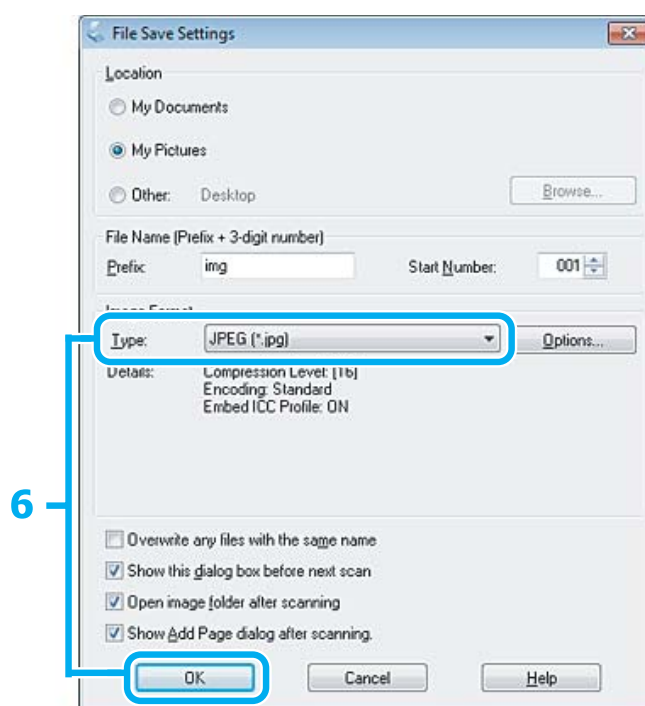 File Save Settings
Location
My Documents
My Pictures
Other: Desktop Browse...
File Name (Prefix + 3-digit number)
Prefix: img Start Number: 001
Image Format
Type: JPEG (*.jpg) Options...
Details: Compression Level: [16]
Encoding: Standard
Embed ICC Profile: ON
6
Overwrite any files with the same name
Show this dialog box before next scan
Open image folder after scanning
Show Add Page dialog after scanning.
OK Cancel Help